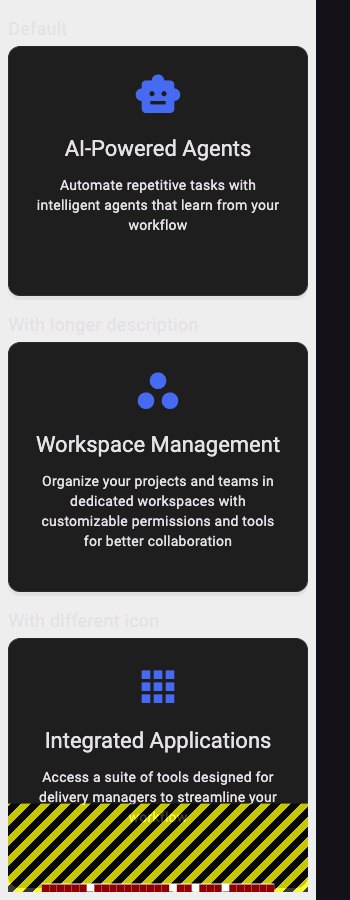 Default
AI-Powered Agents
Automate repetitive tasks with
intelligent agents that learn from your
workflow
With longer description
Workspace Management
Organize your projects and teams in
dedicated workspaces with
customizable permissions and tools
for better collaboration
With different icon
Integrated Applications
Access a suite of tools designed for
delivery managers to streamline your
workflow